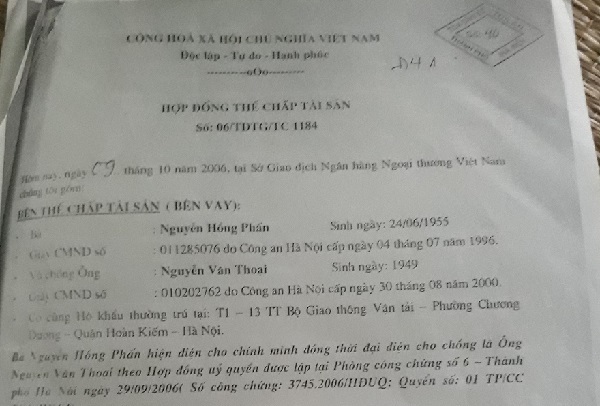 CỘNG HOÀ XÃ HỘI CHỦ NGHĨA VIỆT NAM
Độc lập - Tự do - Hạnh phúc
----------oOo----------
D4A
HỢP ĐỒNG THẾ CHẤP TÀI SẢN
Số: 06/TDTG/TC 1184
Hôm nay, ngày 09 tháng 10 năm 2006, tại Sở Giao dịch Ngân hàng Ngoại thương Việt Nam
chúng tôi gồm:
BÊN THẾ CHẤP TÀI SẢN ( BÊN VAY):
- Bà : Nguyễn Hồng Phấn Sinh ngày: 24/06/1955
- Giấy CMND số : 011285076 do Công an Hà Nội cấp ngày 04 tháng 07 năm 1996.
- Và chồng Ông : Nguyễn Văn Thoai Sinh ngày: 1949
- Giấy CMND số : 010202762 do Công an Hà Nội cấp ngày 30 tháng 08 năm 2000.
- Có cùng Hộ khẩu thường trú tại: T1 – 13 TT Bộ Giao thông Vận tải – Phường Chương
Dương – Quận Hoàn Kiếm – Hà Nội.
Bà Nguyễn Hồng Phấn hiện diện cho chính mình đồng thời đại diện cho chồng là Ông
Nguyễn Văn Thoai theo Hợp đồng uỷ quyền được lập tại Phòng công chứng số 6 – Thành
phố Hà Nội ngày 29/09/2006( Số công chứng: 3745.2006/HDUQ; Quyển số: 01 TP/CC